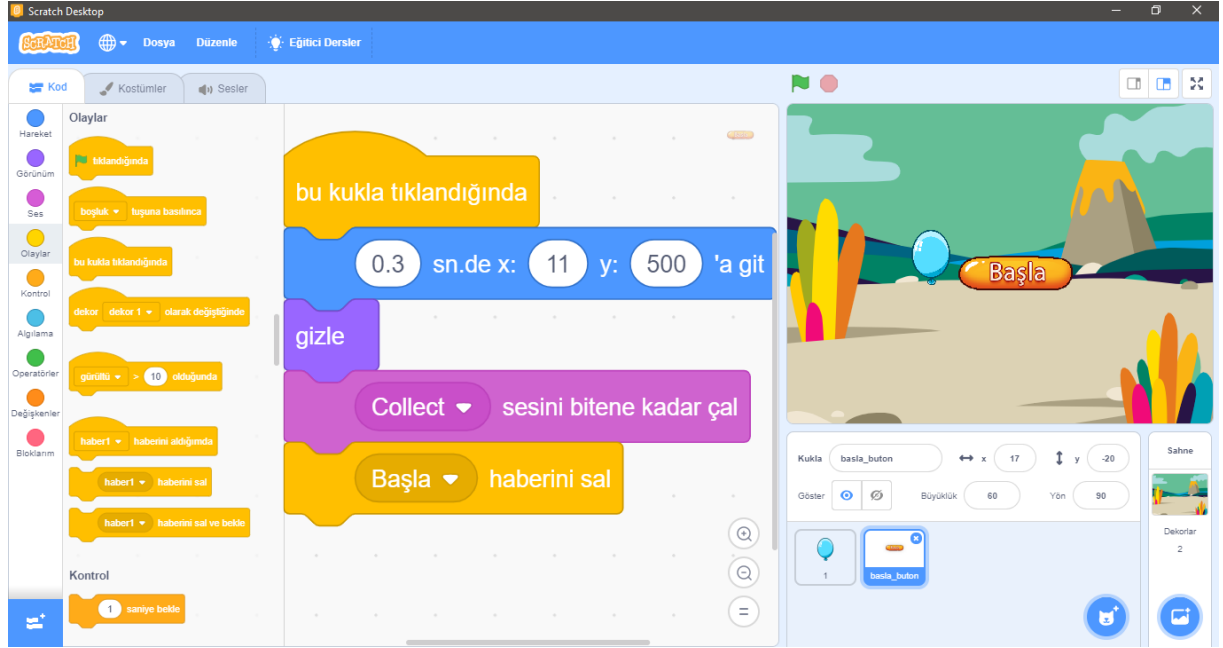 Scratch Desktop
SCRATCH Dosya Düzenle Eğitici Dersler
Kod Kostümler Sesler
Hareket
Görünüm
Ses
Olaylar
Kontrol
Algılama
Operatörler
Değişkenler
Bloklarım
Olaylar
tıklandığında
boşluk tuşuna basılınca
bu kukla tıklandığında
dekor dekor 1 olarak değiştiğinde
gürüllü > 10 olduğunda
haber1 haberini aldığımda
haber1 haberini sal
haber1 haberini sal ve bekle
Kontrol
1 saniye bekle
bu kukla tıklandığında
0.3 sn.de x: 11 y: 500 'a git
gizle
Collect sesini bitene kadar çal
Başla haberini sal
Başla
Kukla basla_buton x 17 y -20
Göster Büyüklük 60 Yön 90
1
basla_buton
Sahne
Dekorlar
2